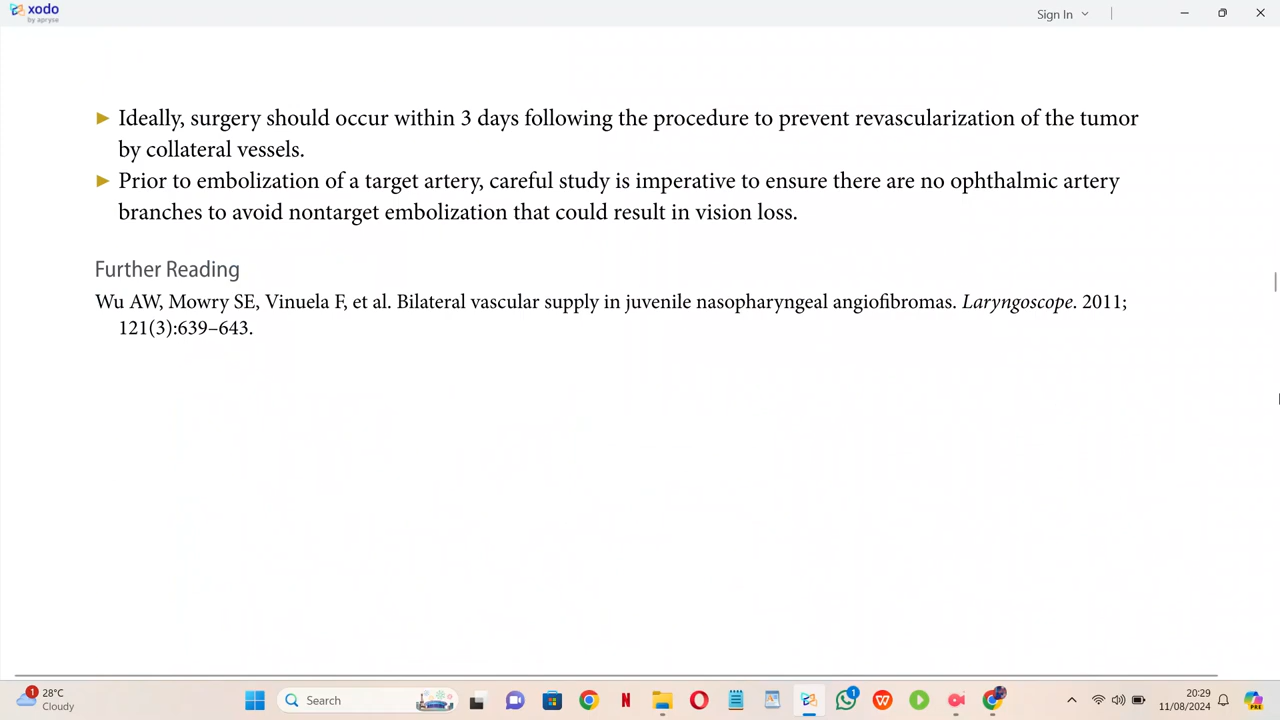 xodo
by apryse
Sign In
► Ideally, surgery should occur within 3 days following the procedure to prevent revascularization of the tumor
by collateral vessels.
► Prior to embolization of a target artery, careful study is imperative to ensure there are no ophthalmic artery
branches to avoid nontarget embolization that could result in vision loss.
Further Reading
Wu AW, Mowry SE, Vinuela F, et al. Bilateral vascular supply in juvenile nasopharyngeal angiofibromas. Laryngoscope. 2011;
121(3):639–643.
1
28°C
Cloudy
Search
N
1
W
20:29
11/08/2024
PRE